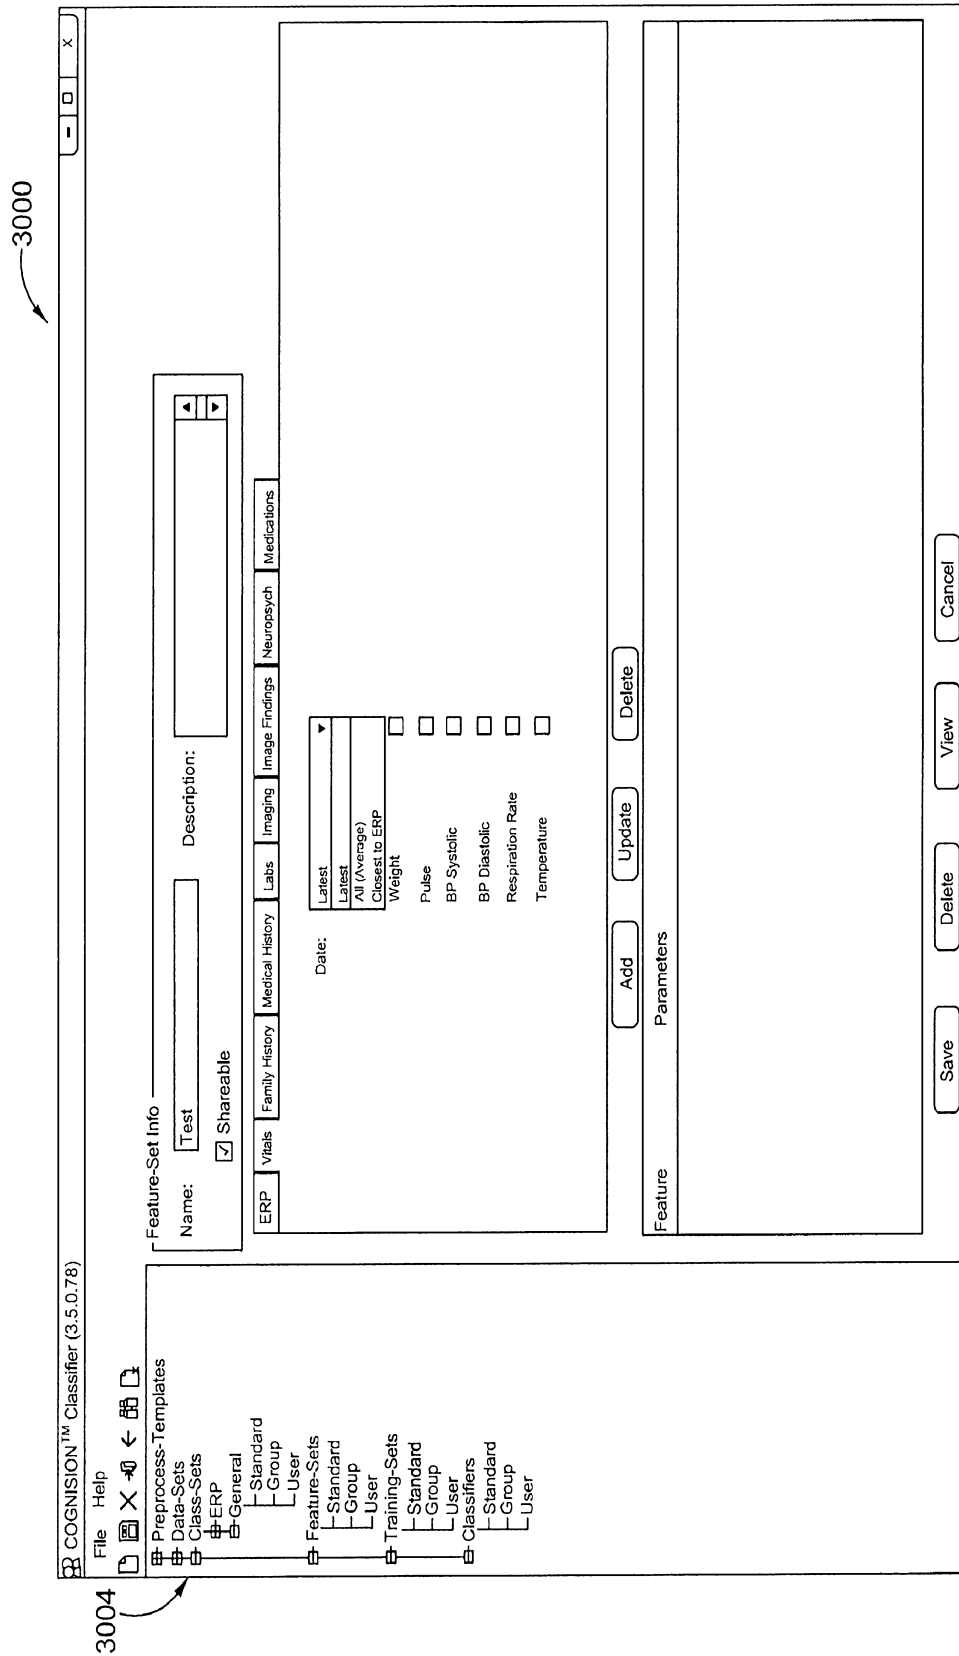 3000
COGNISION™ Classifier (3.5.0.78)
File Help
3004
Preprocess-Templates
Data-Sets
Class-Sets
ERP
General
Standard
Group
User
Feature-Sets
Standard
Group
User
Training-Sets
Standard
Group
User
Classifiers
Standard
Group
User
Feature-Set Info
Name: Test Description:
Shareable
ERP Vitals Family History Medical History Labs Imaging Image Findings Neuropsych Medications
Date: Latest
Latest
All (Average)
Closest to ERP
Weight
Pulse
BP Systolic
BP Diastolic
Respiration Rate
Temperature
Add Update Delete
Feature Parameters
Save Delete View Cancel